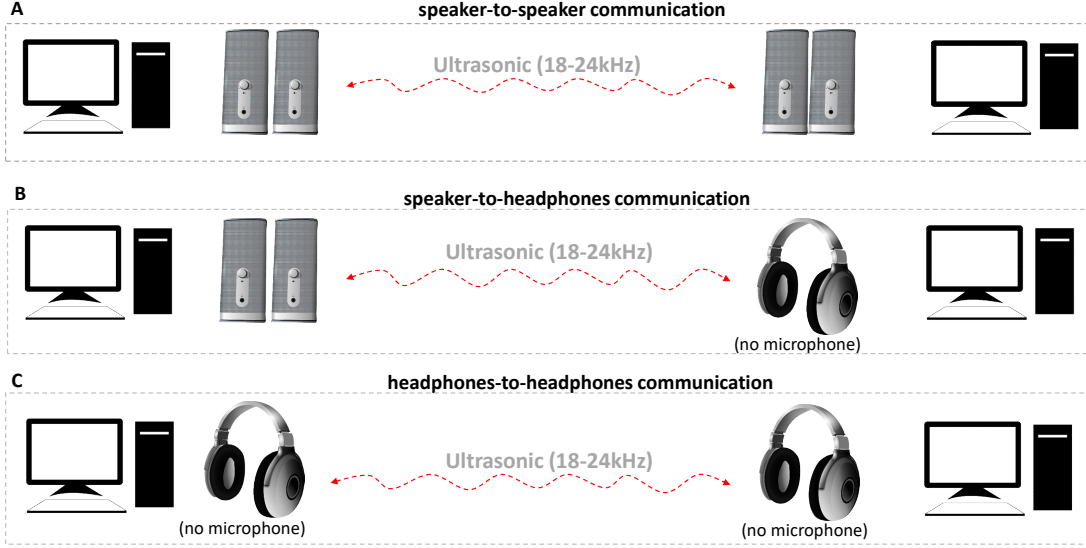 A
speaker-to-speaker communication
Ultrasonic (18-24kHz)
B
speaker-to-headphones communication
Ultrasonic (18-24kHz)
(no microphone)
C
headphones-to-headphones communication
Ultrasonic (18-24kHz)
(no microphone)
(no microphone)